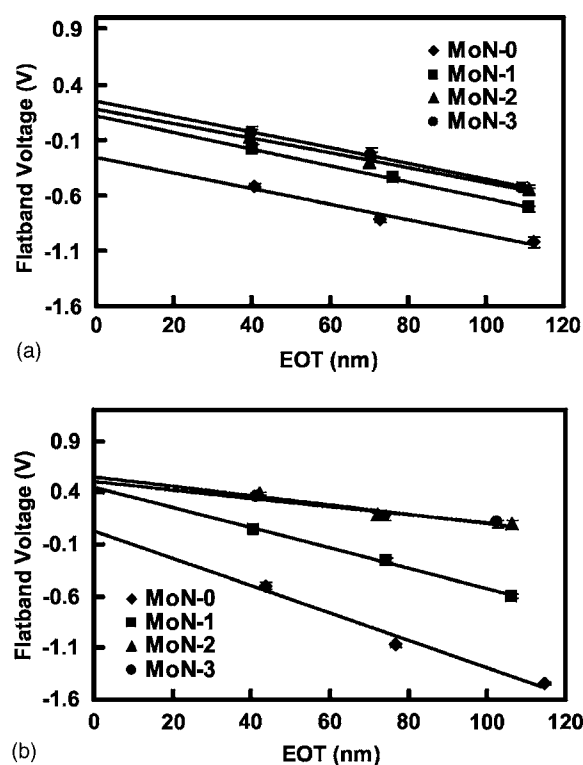 0.9
0.4
-0.1
-0.6
-1.1
-1.6
Flatband Voltage (V)
MoN-0
MoN-1
MoN-2
MoN-3
0 20 40 60 80 100 120
EOT (nm)
(a)
0.9
0.4
-0.1
-0.6
-1.1
-1.6
Flatband Voltage (V)
MoN-0
MoN-1
MoN-2
MoN-3
0 20 40 60 80 100 120
EOT (nm)
(b)